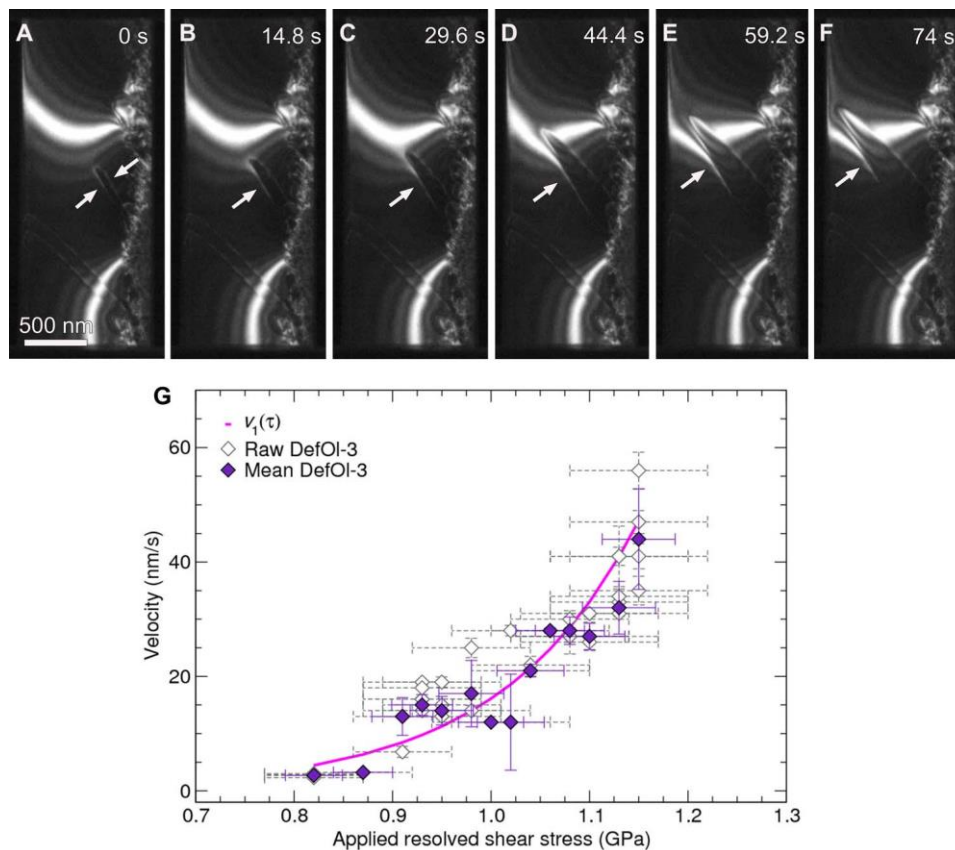 A 0 s B 14.8 s C 29.6 s D 44.4 s E 59.2 s F 74 s
500 nm
G
v₁(τ)
Raw DefOl-3
Mean DefOl-3
60
40
20
0
Velocity (nm/s)
0.7 0.8 0.9 1.0 1.1 1.2 1.3
Applied resolved shear stress (GPa)